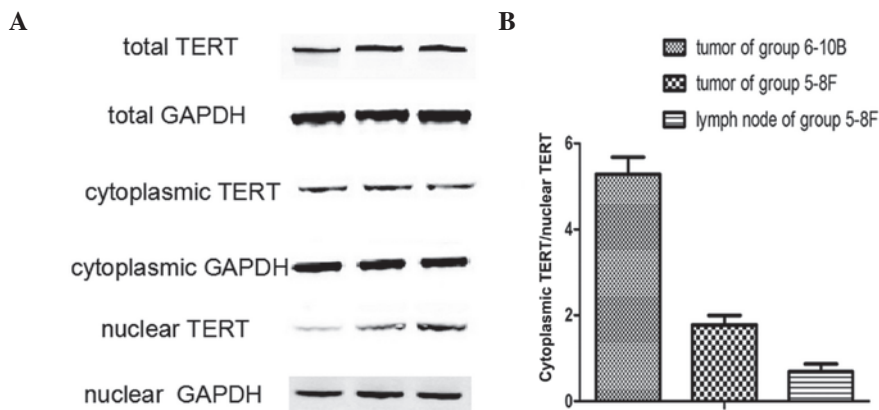 A
total TERT
total GAPDH
cytoplasmic TERT
cytoplasmic GAPDH
nuclear TERT
nuclear GAPDH
B
tumor of group 6-10B
tumor of group 5-8F
lymph node of group 5-8F
Cytoplasmic TERT/nuclear TERT
6
4
2
0